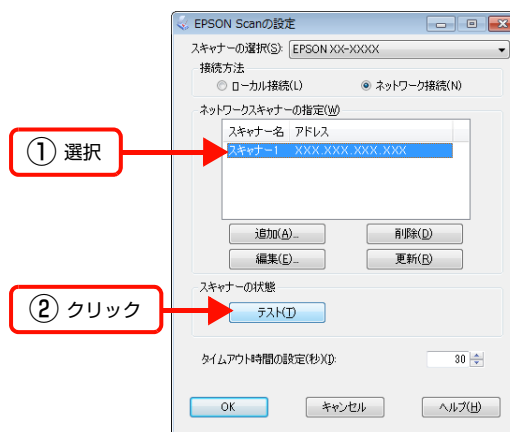 EPSON Scanの設定
スキャナーの選択(S): EPSON XX-XXXX
接続方法
ローカル接続(L) ネットワーク接続(N)
ネットワークスキャナーの指定(W)
スキャナー名 アドレス
① 選択
スキャナー1 XXX.XXX.XXX.XXX
追加(A)... 削除(D)
編集(E)... 更新(R)
スキャナーの状態
② クリック
テスト(T)
タイムアウト時間の設定(秒)(I): 30
OK キャンセル ヘルプ(H)